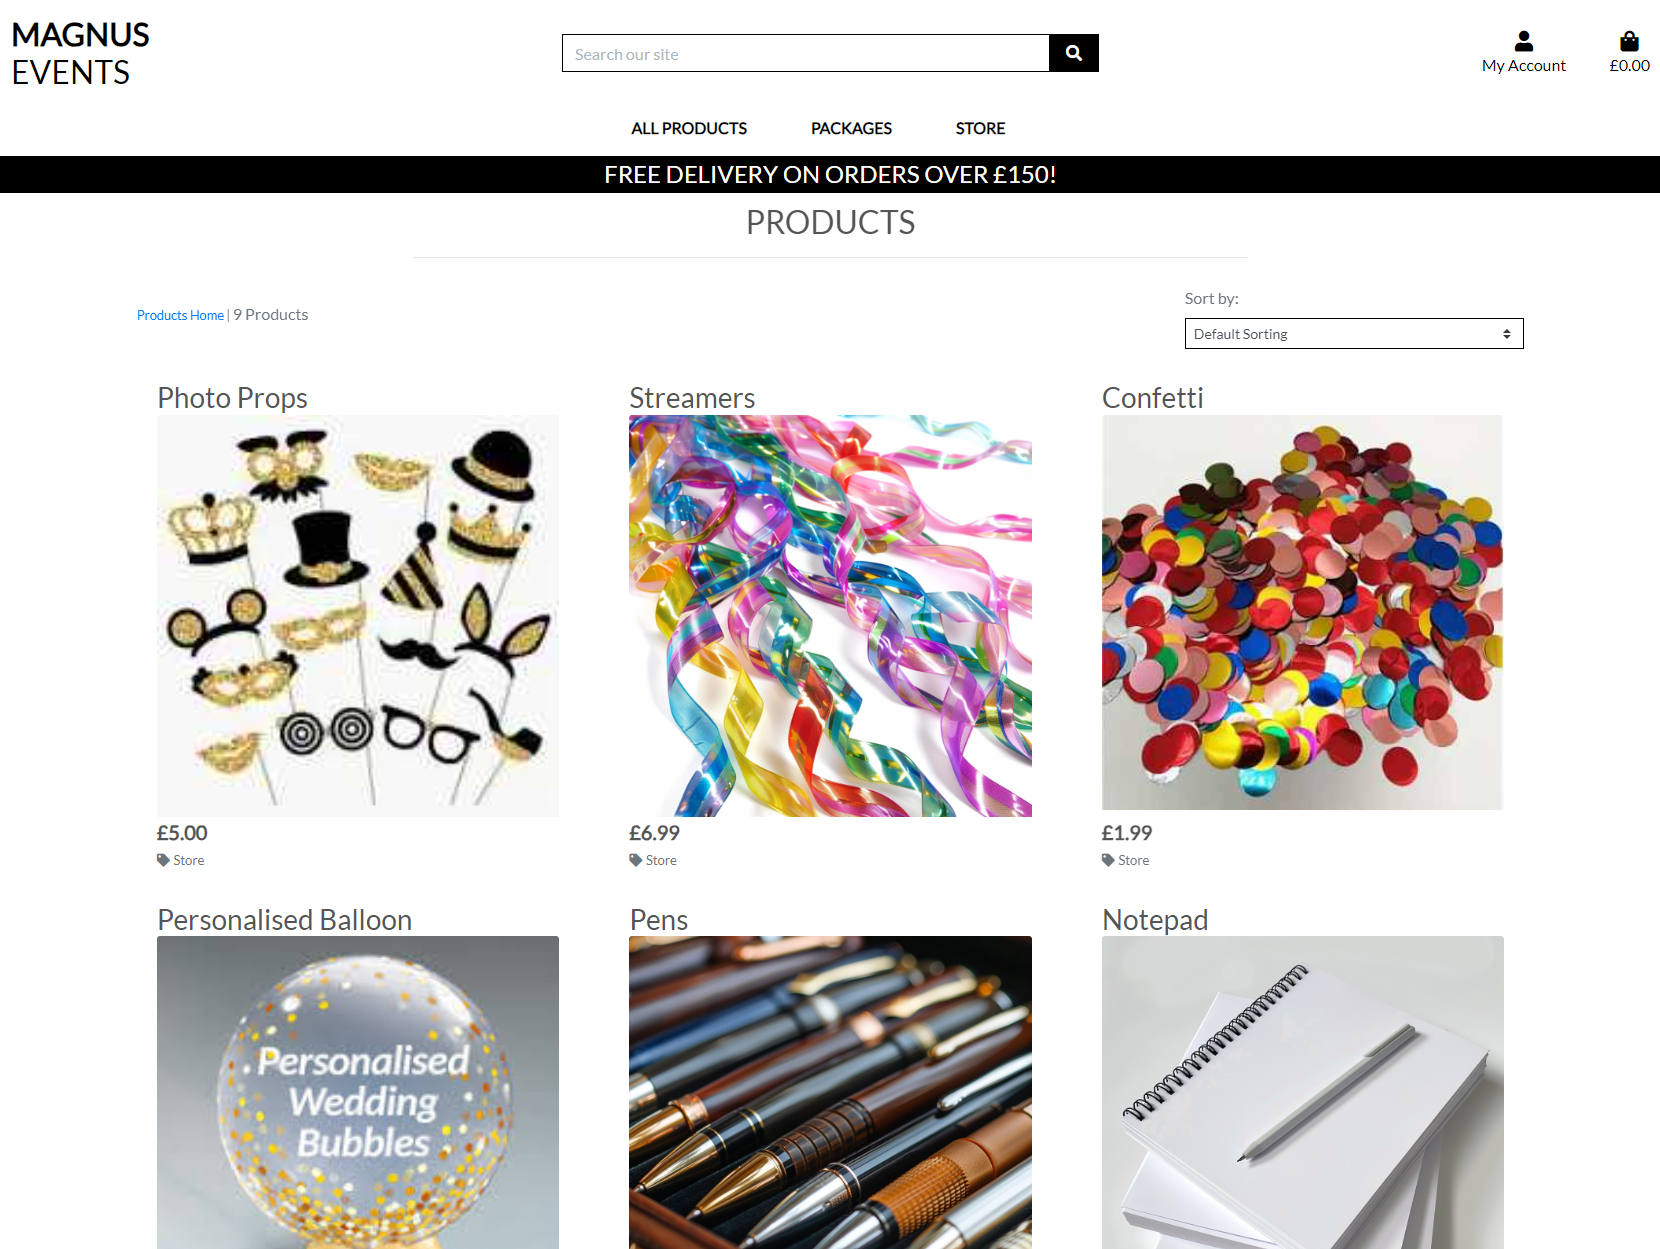 MAGNUS
EVENTS
Search our site
My Account
£0.00
ALL PRODUCTS
PACKAGES
STORE
FREE DELIVERY ON ORDERS OVER £150!
PRODUCTS
Products Home | 9 Products
Sort by:
Default Sorting
Photo Props
Streamers
Confetti
£5.00
£6.99
£1.99
Store
Store
Store
Personalised Balloon
Pens
Notepad
Personalised
Wedding
Bubbles